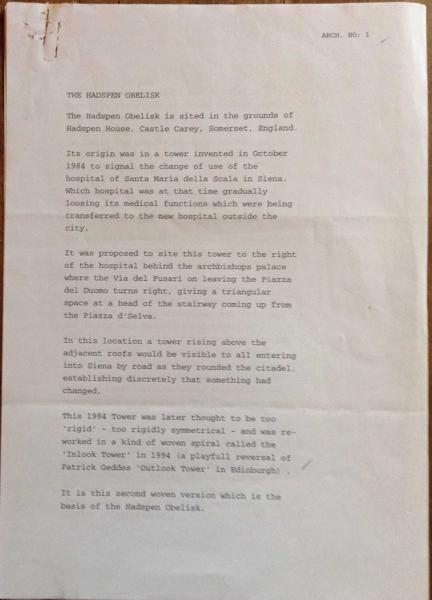 ARCH. NO: 1
THE HADSPEN OBELISK
The Hadspen Obelisk is sited in the grounds of
Hadspen House, Castle Carey, Somerset, England.
Its origin was in a tower invented in October
1984 to signal the change of use of the
hospital of Santa Maria della Scala in Siena.
Which hospital was at that time gradually
loosing its medical functions which were being
transferred to the new hospital outside the
city.
It was proposed to site this tower to the right
of the hospital behind the archbishops palace
where the Via del Fusari on leaving the Piazza
del Duomo turns right, giving a triangular
space at a head of the stairway coming up from
the Piazza d'Selva.
In this location a tower rising above the
adjacent roofs would be visible to all entering
into Siena by road as they rounded the citadel,
establishing discretely that something had
changed.
This 1984 Tower was later thought to be too
'rigid' - too rigidly symmetrical - and was re-
worked in a kind of woven spiral called the
'Inlook Tower' in 1994 (a playfull reversal of
Patrick Geddes 'Outlook Tower' in Edinburgh) .
It is this second woven version which is the
basis of the Hadspen Obelisk.